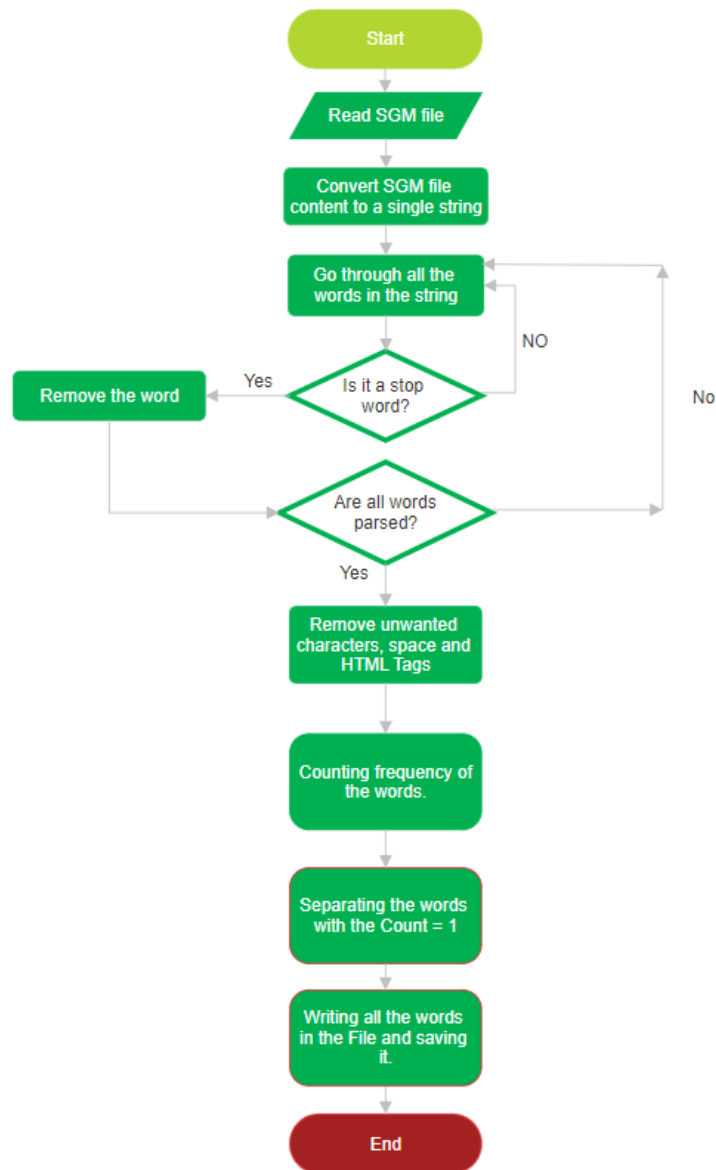 Start
Read SGM file
Convert SGM file
content to a single string
Go through all the
words in the string
NO
Yes
Is it a stop
word?
Remove the word
No
Are all words
parsed?
Yes
Remove unwanted
characters, space and
HTML Tags
Counting frequency of
the words.
Separating the words
with the Count = 1
Writing all the words
in the File and saving
it.
End